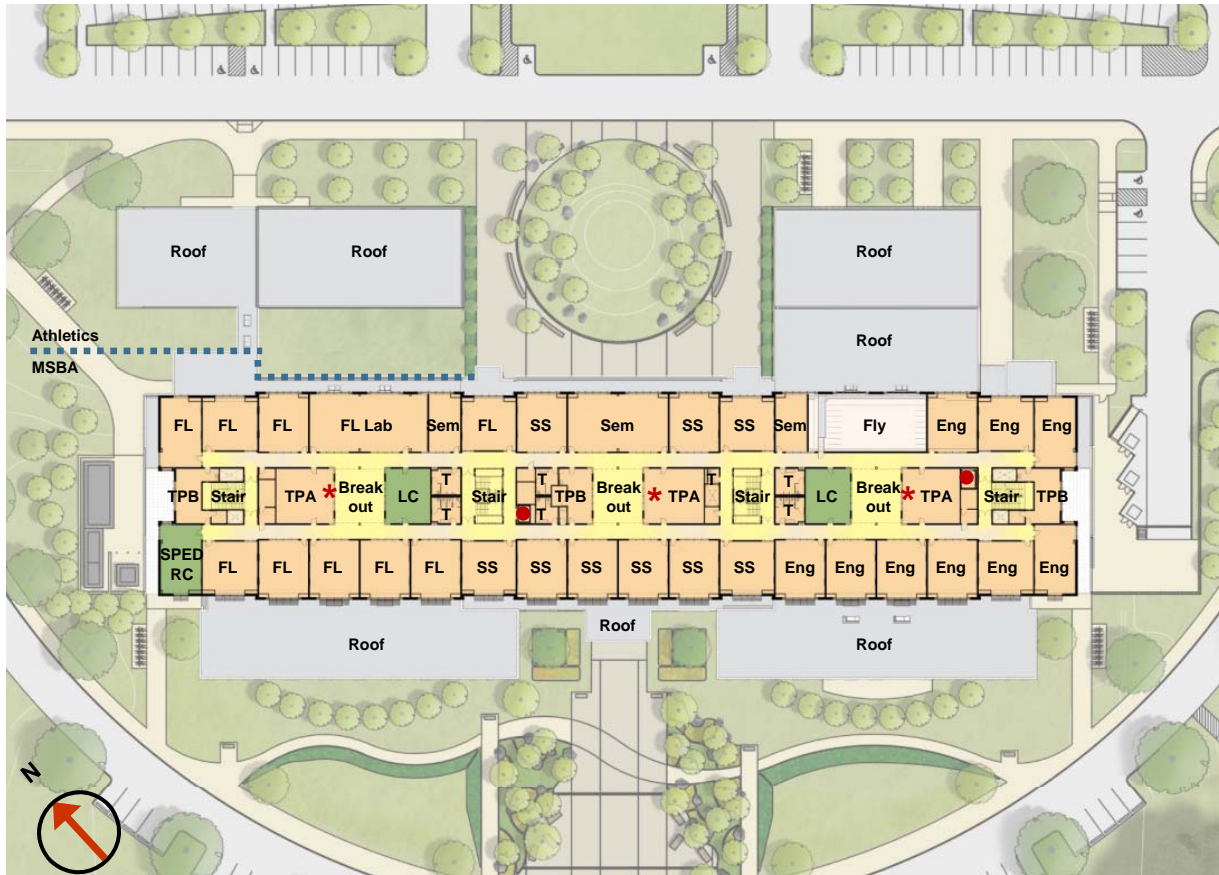 Roof
Roof
Roof
Athletics
MSBA
Roof
FL
FL
FL
FL Lab
Sem
FL
SS
Sem
SS
SS
Sem
Fly
Eng
Eng
Eng
TPB
Stair
TPA
*
Break
out
LC
T
T
Stair
T
T
TPB
Break
out
*
TPA
T
Stair
T
T
LC
Break
out
*
TPA
Stair
TPB
SPED
RC
FL
FL
FL
FL
FL
SS
SS
SS
SS
SS
SS
Eng
Eng
Eng
Eng
Eng
Eng
Roof
Roof
Roof
N